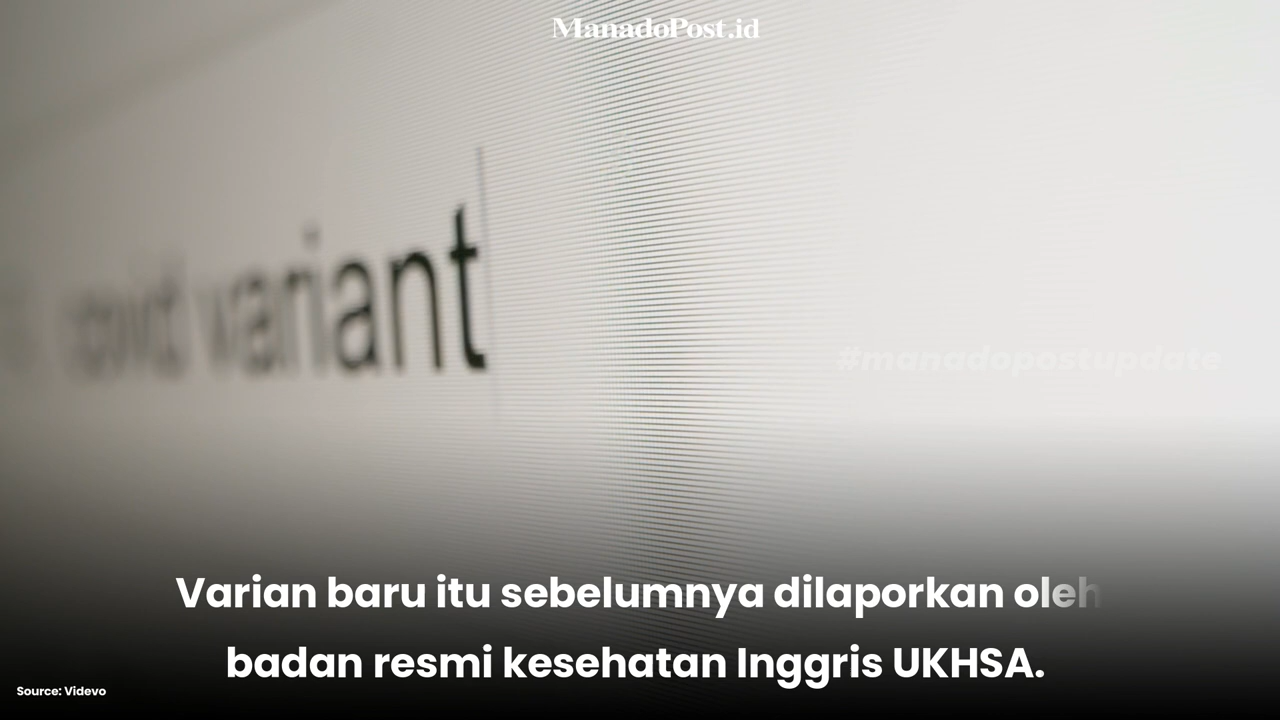 ManadoPost.id
covid variant
#manadopostupdate
Varian baru itu sebelumnya dilaporkan oleh
badan resmi kesehatan Inggris UKHSA.
Source: Videvo